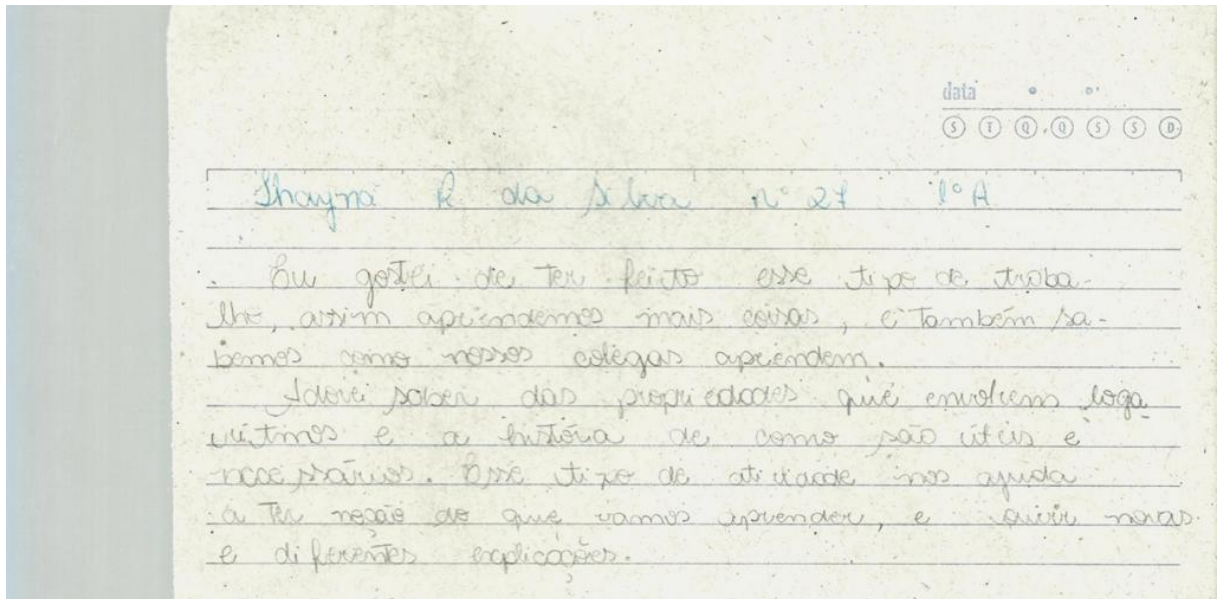 data
S T Q Q S S D
Thayna R da Silva nº 27 1º A
Eu gostei de ter feito esse tipo de traba-
lho, assim aprendemos mais coisas, e também sa-
bemos como nossos colegas aprendem.
Adorei saber das propriedades que envolvem loga
ritmos e a história de como são úteis e
necessários. Esse tipo de atividade nos ajuda
a ter noção do que vamos aprender, e ouvir novas
e diferentes explicações.